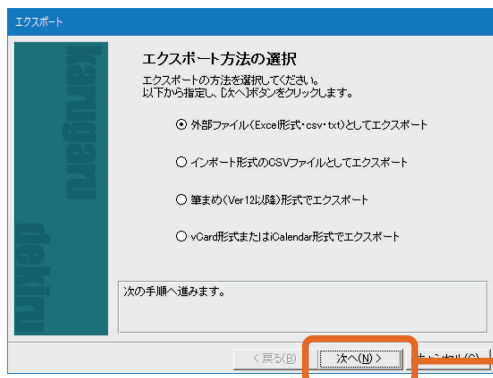 エクスポート
karugaru
dekiru
エクスポート方法の選択
エクスポートの方法を選択してください。
以下から指定し、[次へ]ボタンをクリックします。
外部ファイル(Excel形式・csv・txt)としてエクスポート
インポート形式のCSVファイルとしてエクスポート
筆まめ(Ver12以降)形式でエクスポート
vCard形式またはiCalendar形式でエクスポート
次の手順へ進みます。
< 戻る(B)
次へ(N) >